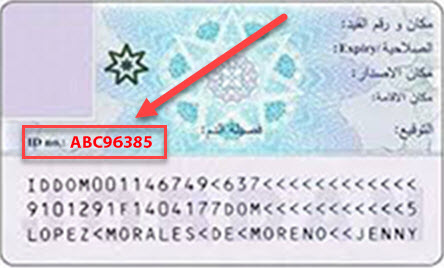 مكان و رقم القيد:
الصلاحية/Expiry:
مكان الاصدار:
مكان الاقامة:
فصيلة الدم: التوقيع:
ID no.: ABC96385
IDDOM001146749<637<<<<<<<<<<<<
9101291F1404177DOM<<<<<<<<<<<5
LOPEZ<MORALES<DE<MORENO<<JENNY